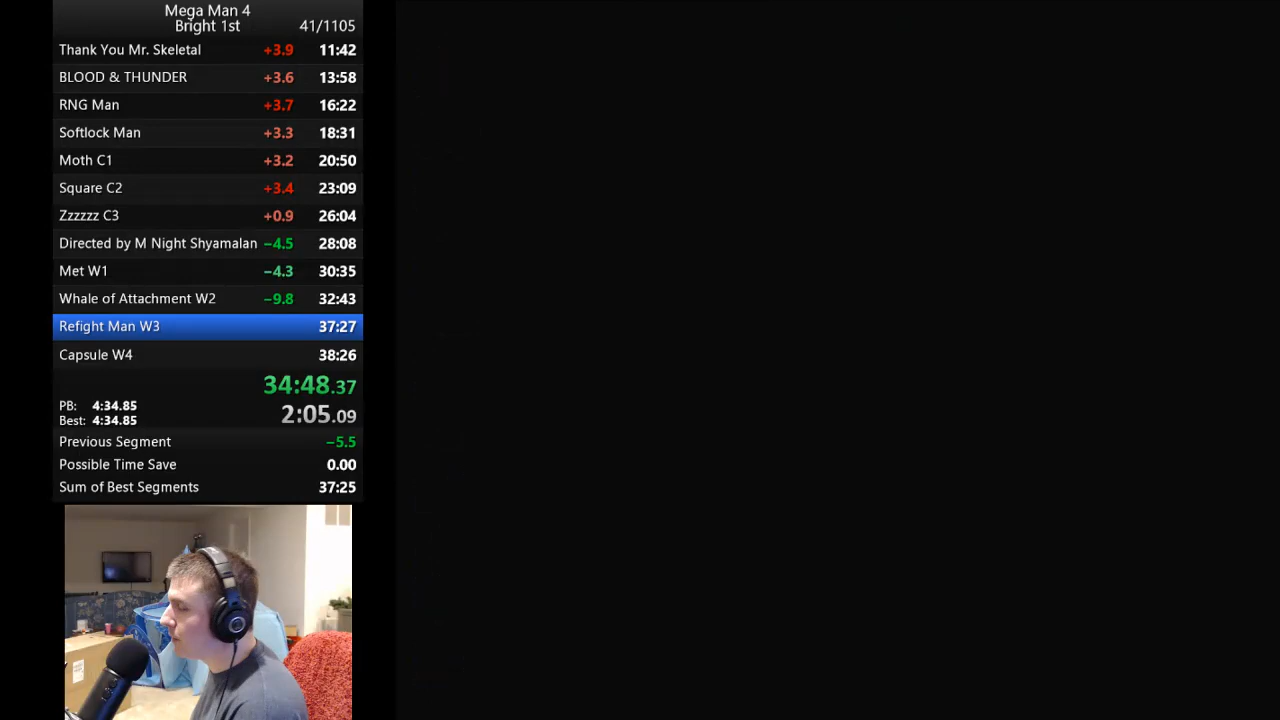 Mega Man 4
Bright 1st 41/1105
Thank You Mr. Skeletal +3.9 11:42
BLOOD & THUNDER +3.6 13:58
RNG Man +3.7 16:22
Softlock Man +3.3 18:31
Moth C1 +3.2 20:50
Square C2 +3.4 23:09
Zzzzzz C3 +0.9 26:04
Directed by M Night Shyamalan −4.5 28:08
Met W1 −4.3 30:35
Whale of Attachment W2 −9.8 32:43
Refight Man W3 37:27
Capsule W4 38:26
34:48.37
PB: 4:34.85
Best: 4:34.85
2:05.09
Previous Segment −5.5
Possible Time Save 0.00
Sum of Best Segments 37:25